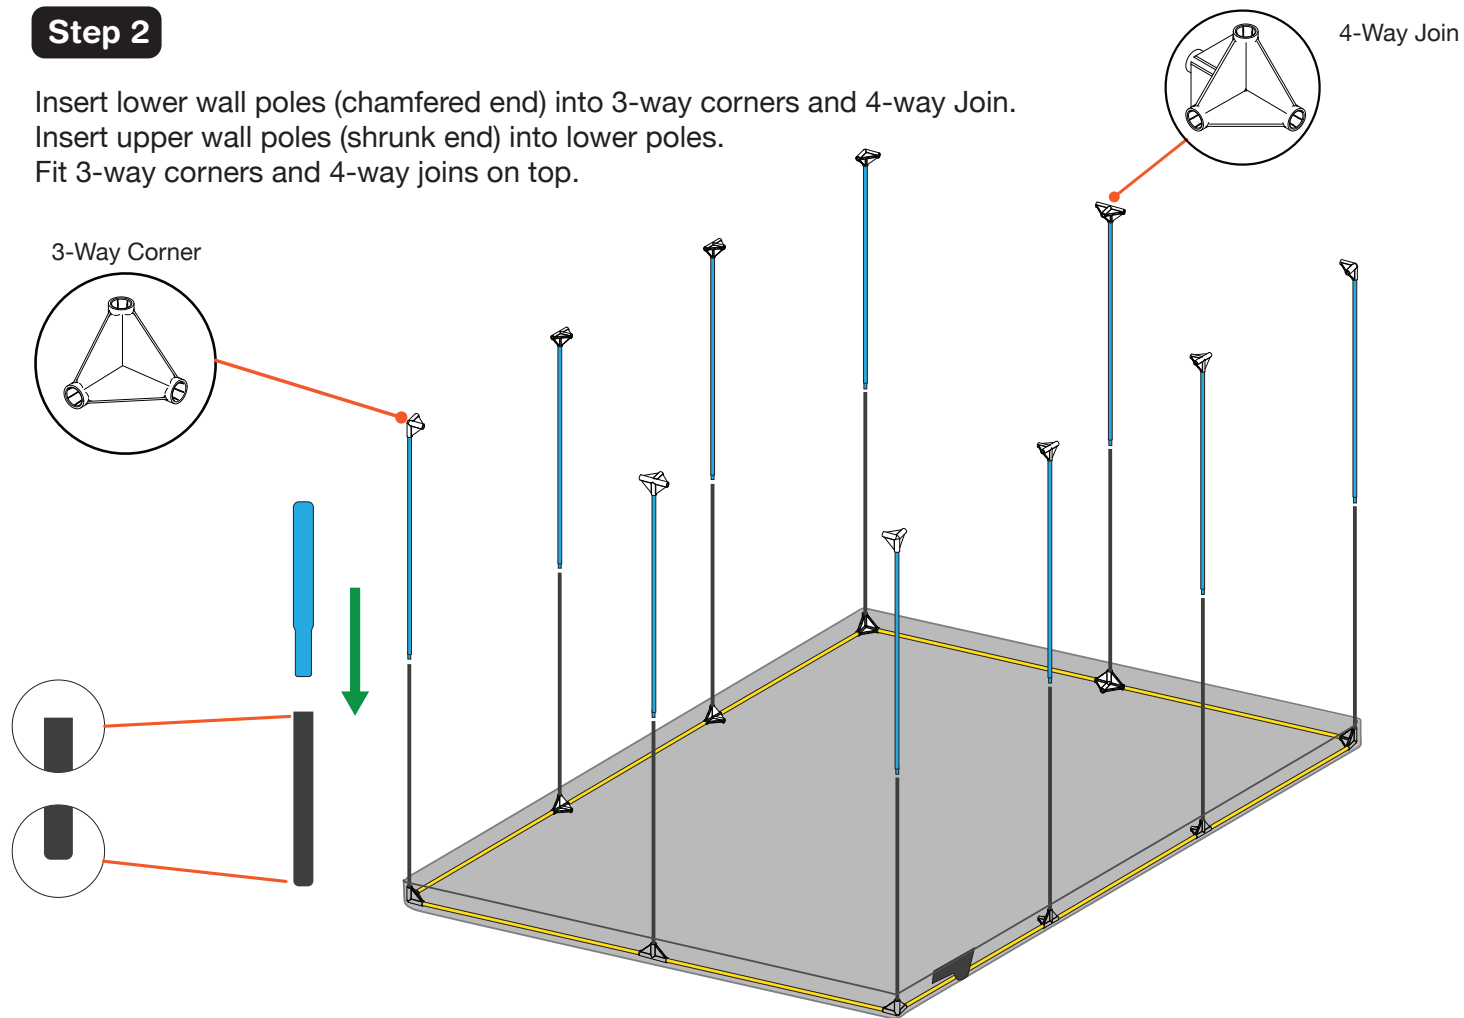 Step 2
4-Way Join
Insert lower wall poles (chamfered end) into 3-way corners and 4-way Join.
Insert upper wall poles (shrunk end) into lower poles.
Fit 3-way corners and 4-way joins on top.
3-Way Corner